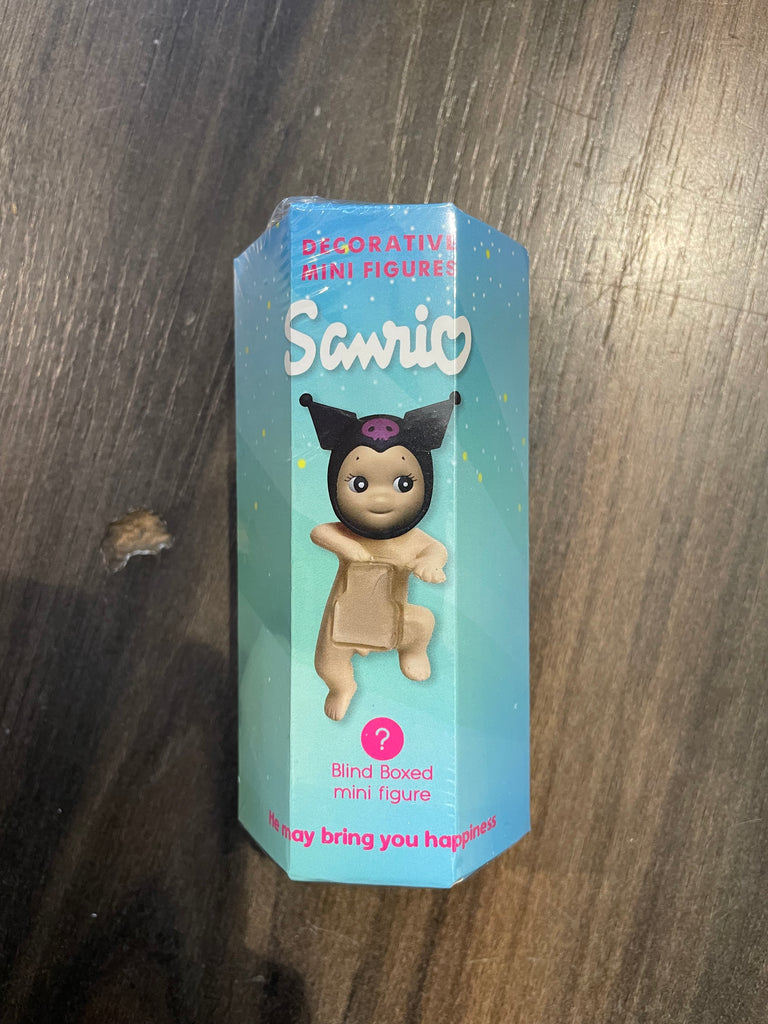 DECORATIVE
MINI FIGURES
Sanrio
?
Blind Boxed
mini figure
He may bring you happiness